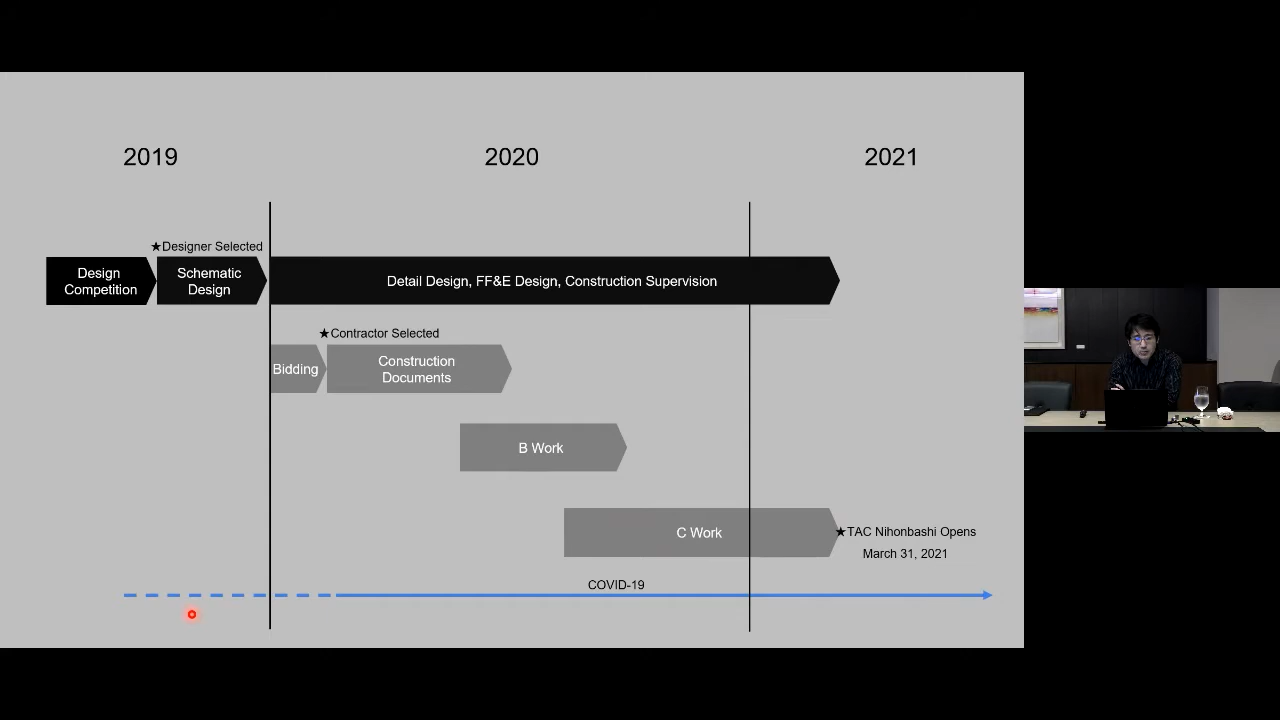 2019
2020
2021
★Designer Selected
Design
Competition
Schematic
Design
Detail Design, FF&E Design, Construction Supervision
★Contractor Selected
Bidding
Construction
Documents
B Work
C Work
★TAC Nihonbashi Opens
March 31, 2021
COVID-19